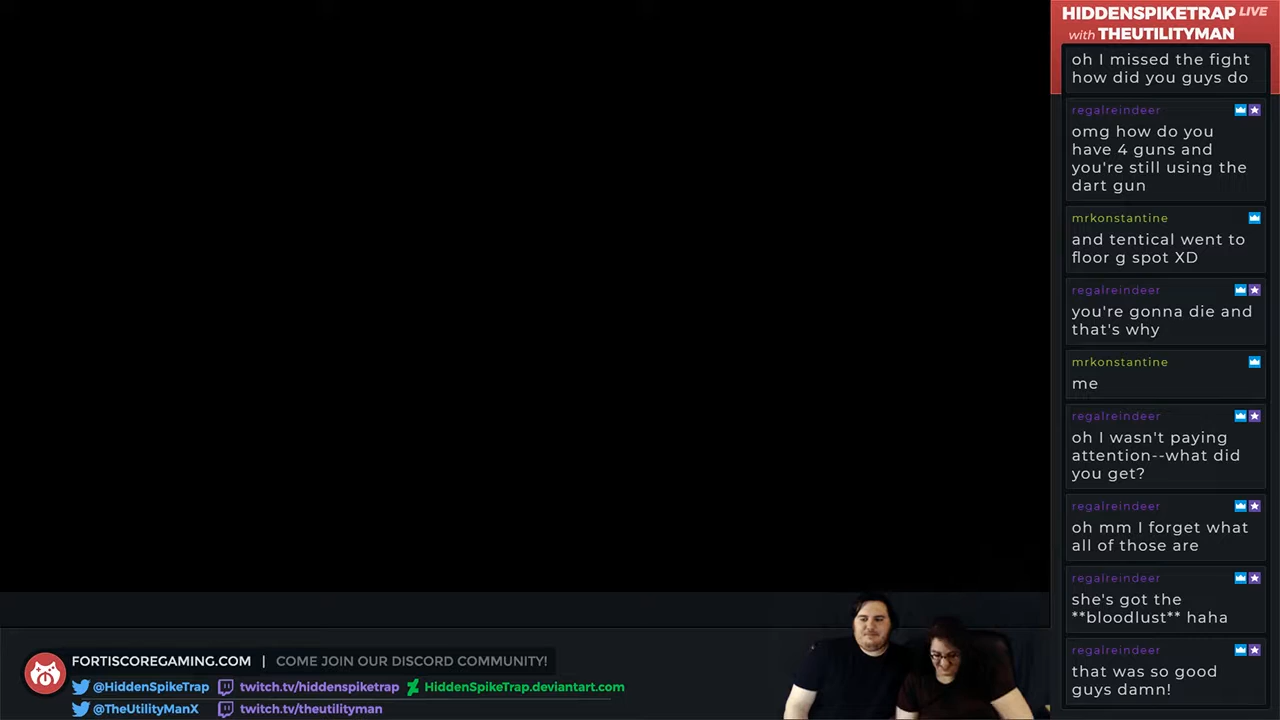 HIDDENSPIKETRAP LIVE
with THEUTILITYMAN
oh I missed the fight
how did you guys do
regalreindeer
omg how do you
have 4 guns and
you're still using the
dart gun
mrkonstantine
and tentical went to
floor g spot XD
regalreindeer
you're gonna die and
that's why
mrkonstantine
me
regalreindeer
oh I wasn't paying
attention--what did
you get?
regalreindeer
oh mm I forget what
all of those are
regalreindeer
she's got the
**bloodlust** haha
regalreindeer
that was so good
guys damn!
FORTISCOREGAMING.COM | COME JOIN OUR DISCORD COMMUNITY!
@HiddenSpikeTrap twitch.tv/hiddenspiketrap HiddenSpikeTrap.deviantart.com
@TheUtilityManX twitch.tv/theutilityman